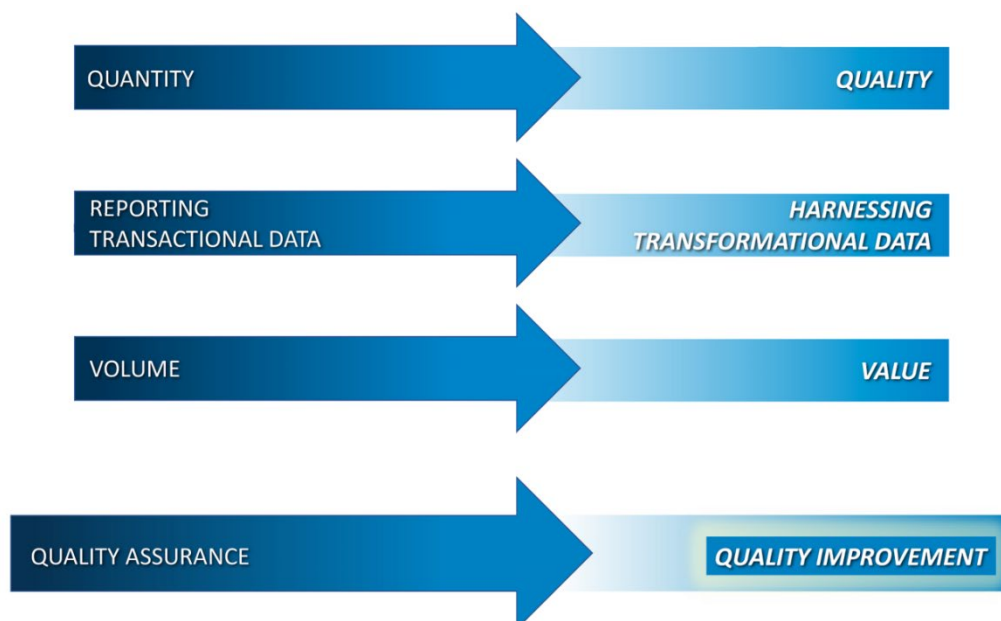 QUANTITY
QUALITY
REPORTING
TRANSACTIONAL DATA
HARNESSING
TRANSFORMATIONAL DATA
VOLUME
VALUE
QUALITY ASSURANCE
QUALITY IMPROVEMENT